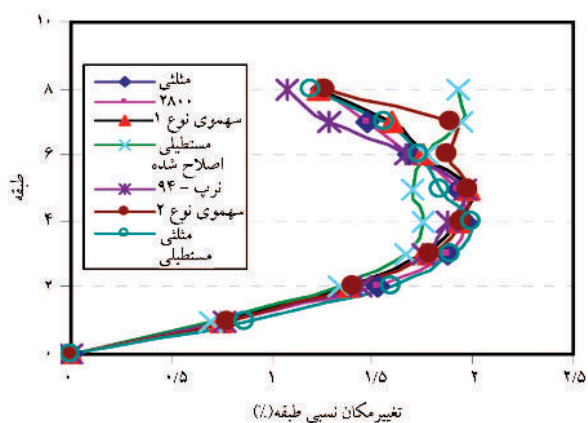 ۱۰
۸
۶
۴
۲
۰
طبقه
مثلثی
۲۸۰۰
سهموی نوع ۱
مستطیلی
اصلاح شده
نرپ - ۹۴
سهموی نوع ۲
مثلثی
مستطیلی
۰ ۰/۵ ۱ ۱/۵ ۲ ۲/۵
تغییرمکان نسبی طبقه(٪)